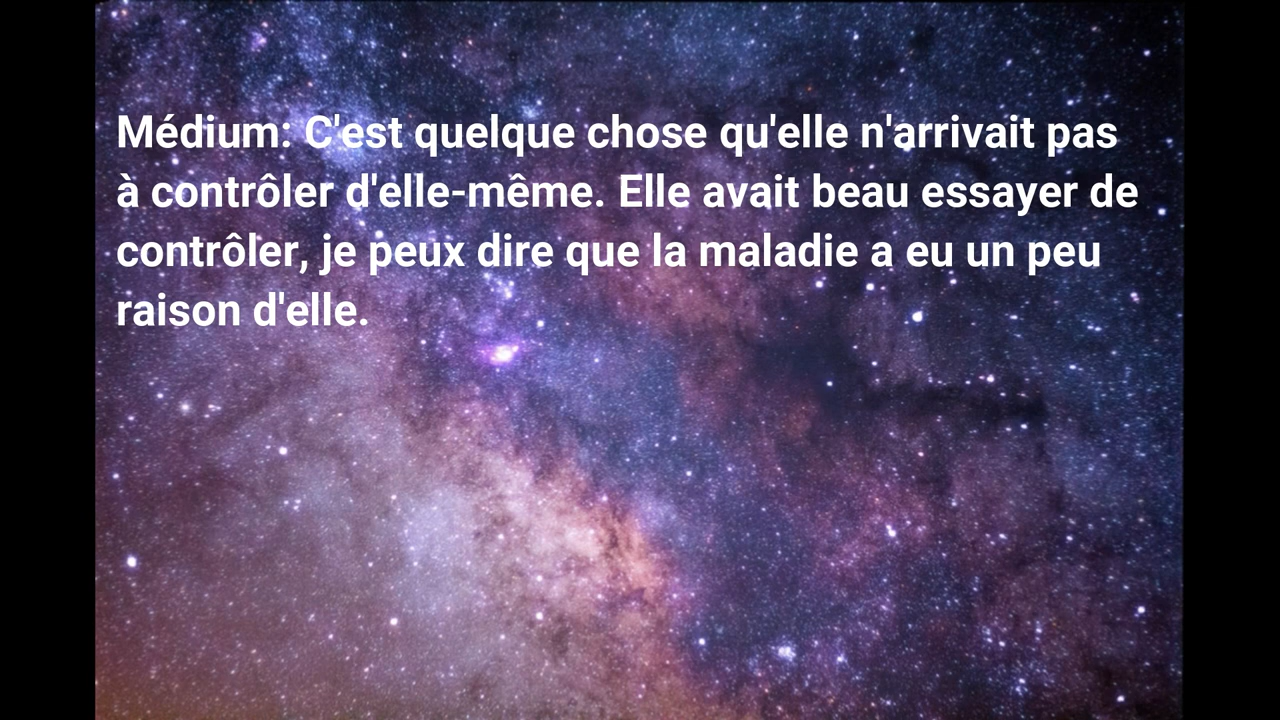 Médium: C'est quelque chose qu'elle n'arrivait pas
à contrôler d'elle-même. Elle avait beau essayer de
contrôler, je peux dire que la maladie a eu un peu
raison d'elle.